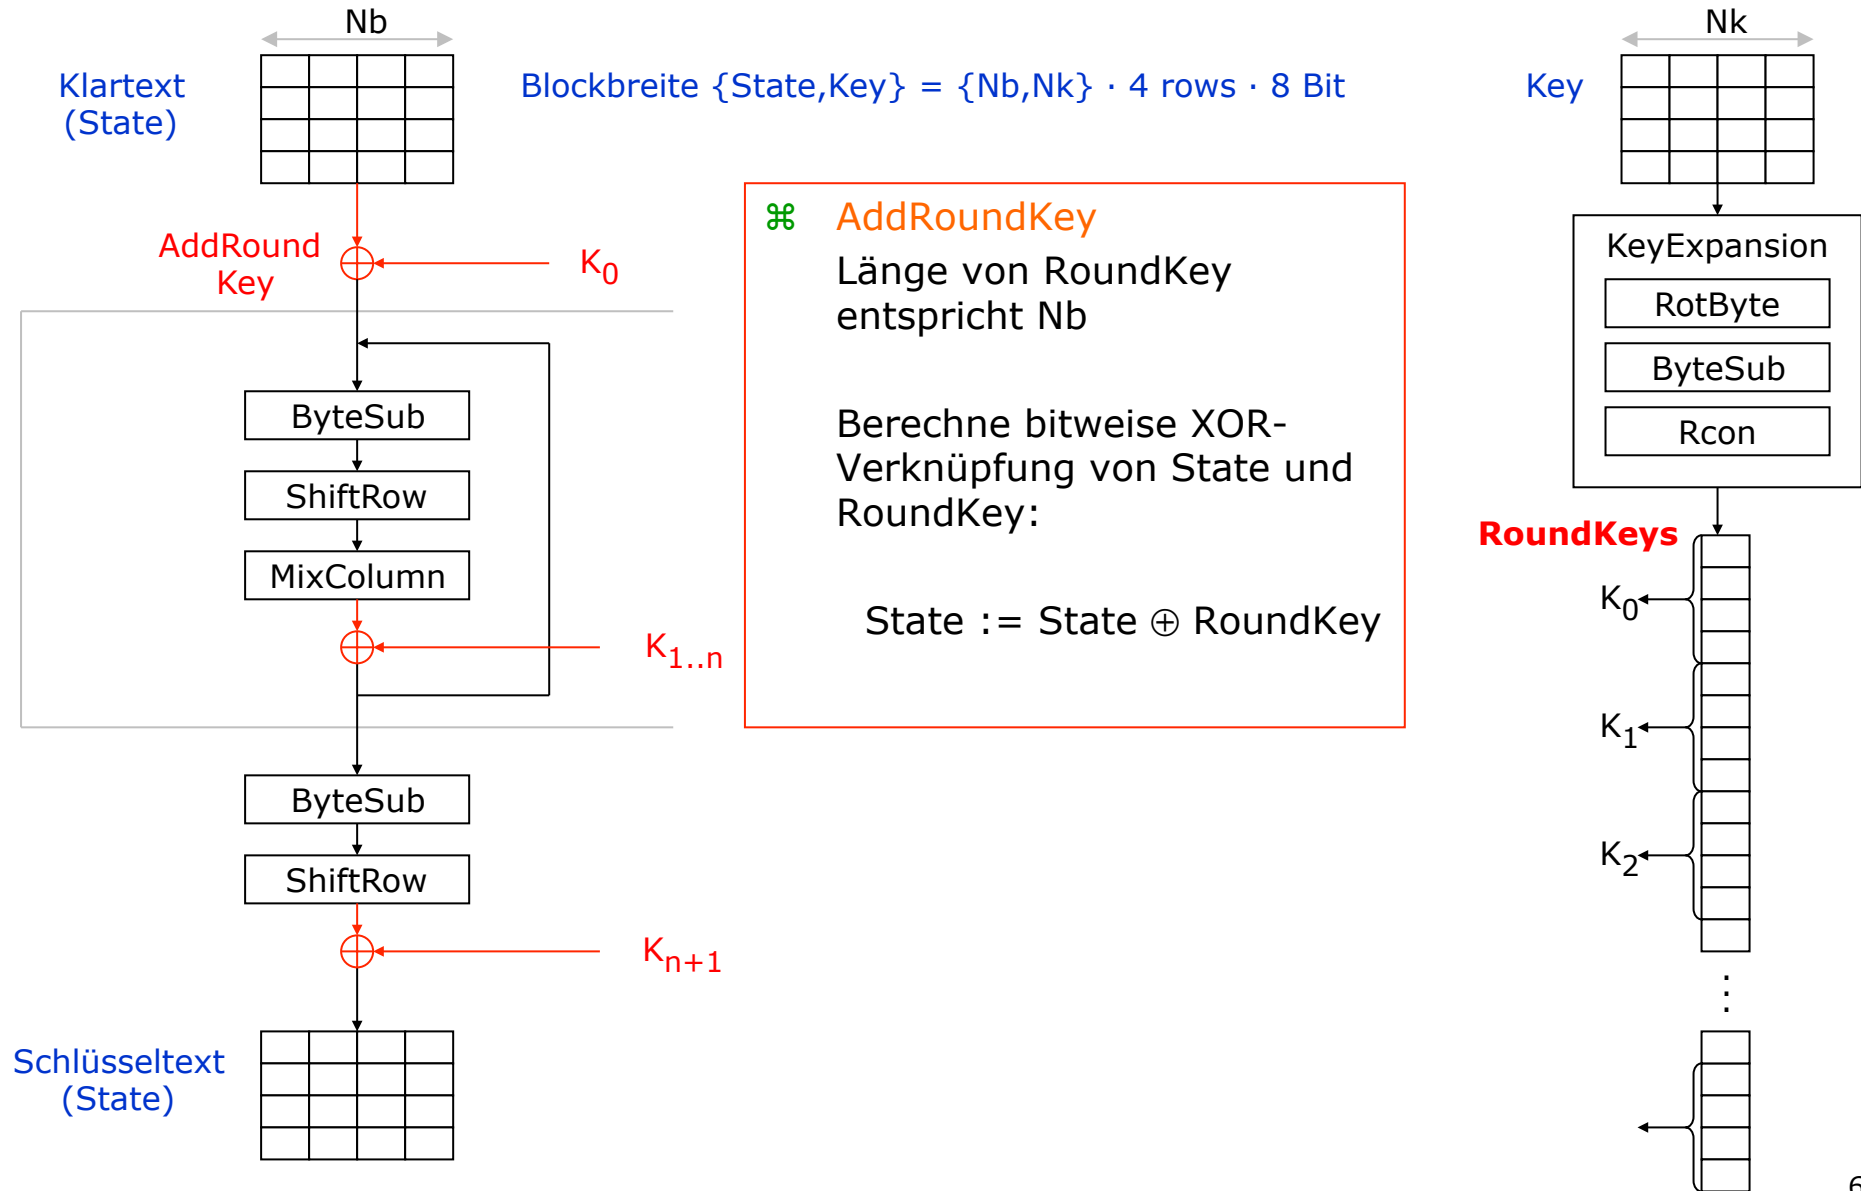 Nb
Klartext
(State)
Blockbreite {State,Key} = {Nb,Nk} · 4 rows · 8 Bit
Nk
Key
AddRound
Key
K0
⌘ AddRoundKey
Länge von RoundKey
entspricht Nb
Berechne bitweise XOR-
Verknüpfung von State und
RoundKey:
State := State ⊕ RoundKey
ByteSub
ShiftRow
MixColumn
K1..n
ByteSub
ShiftRow
Kn+1
Schlüsseltext
(State)
KeyExpansion
RotByte
ByteSub
Rcon
RoundKeys
K0
K1
K2
⋮
6